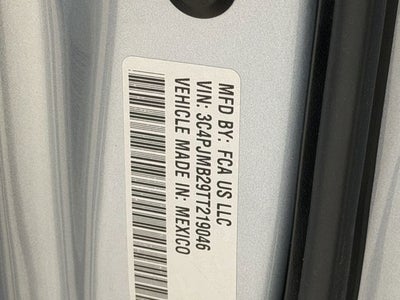 MFD BY: FCA US LLC
VIN: 3C4PJMB29TT219046
VEHICLE MADE IN: MEXICO